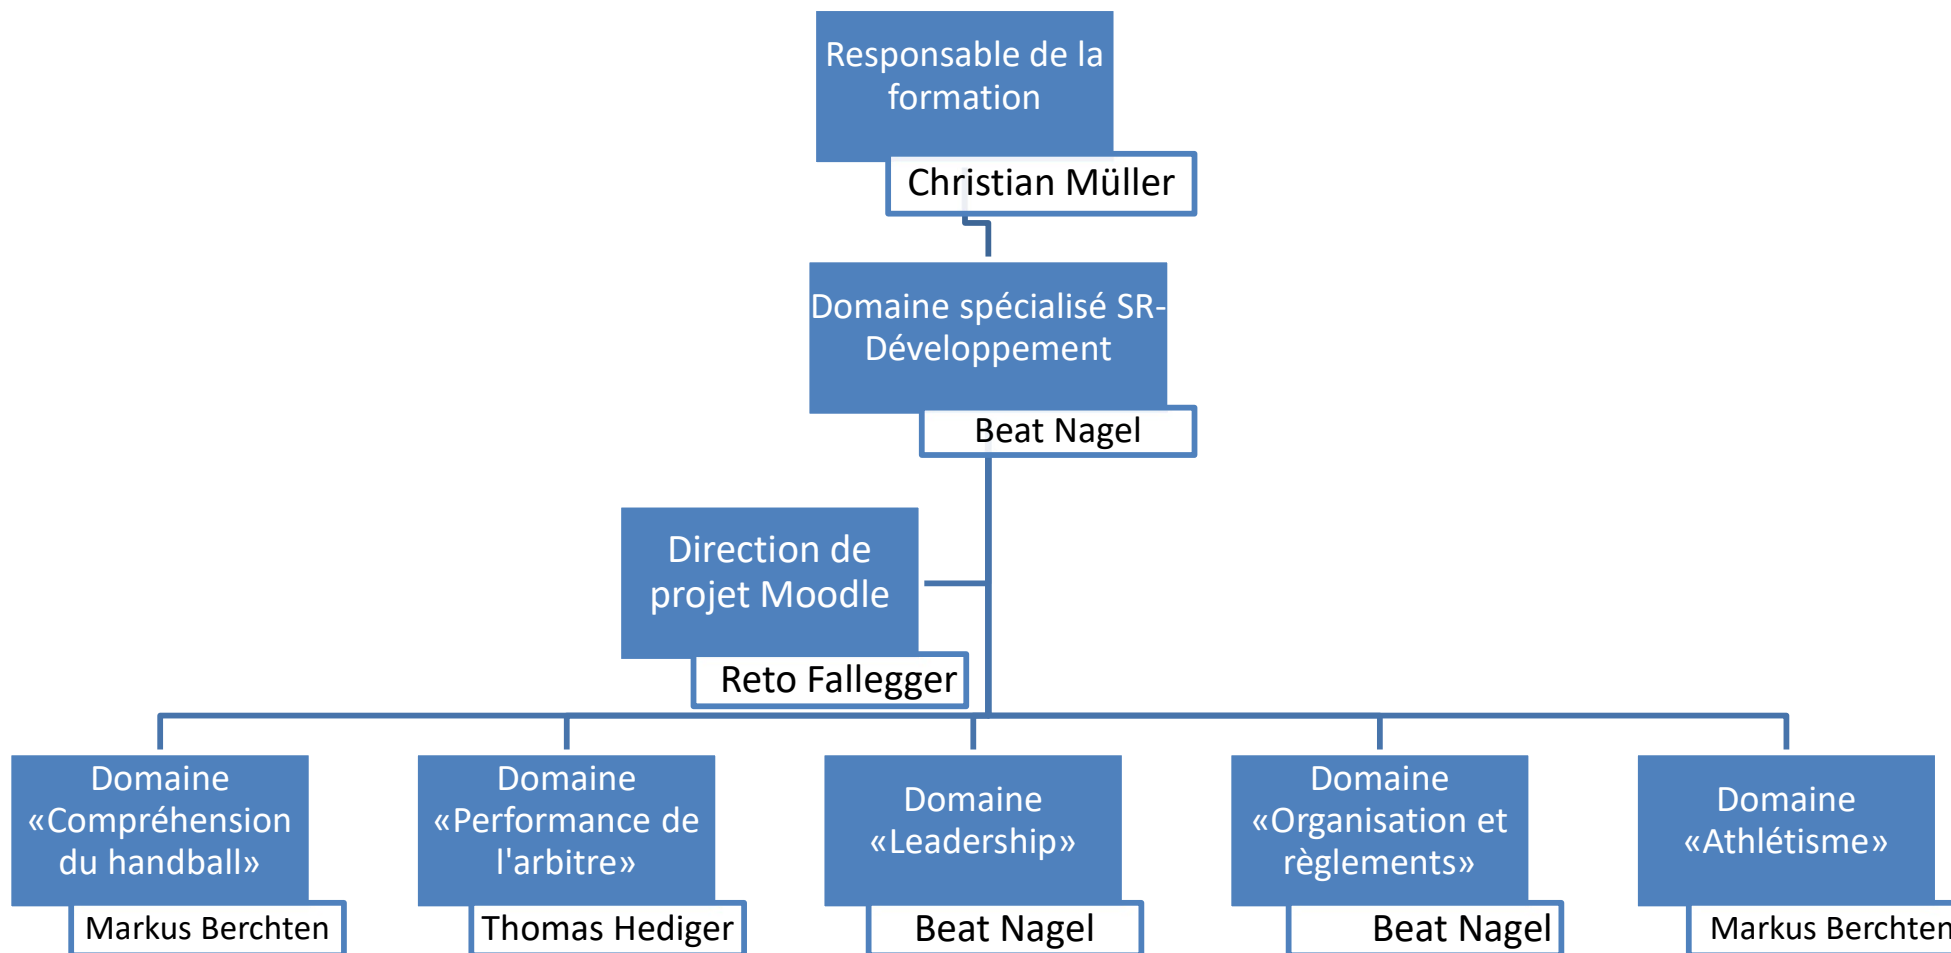 Responsable de la
formation
Christian Müller
Domaine spécialisé SR-
Développement
Beat Nagel
Direction de
projet Moodle
Reto Fallegger
Domaine
«Compréhension
du handball»
Markus Berchten
Domaine
«Performance de
l'arbitre»
Thomas Hediger
Domaine
«Leadership»
Beat Nagel
Domaine
«Organisation et
règlements»
Beat Nagel
Domaine
«Athlétisme»
Markus Berchten